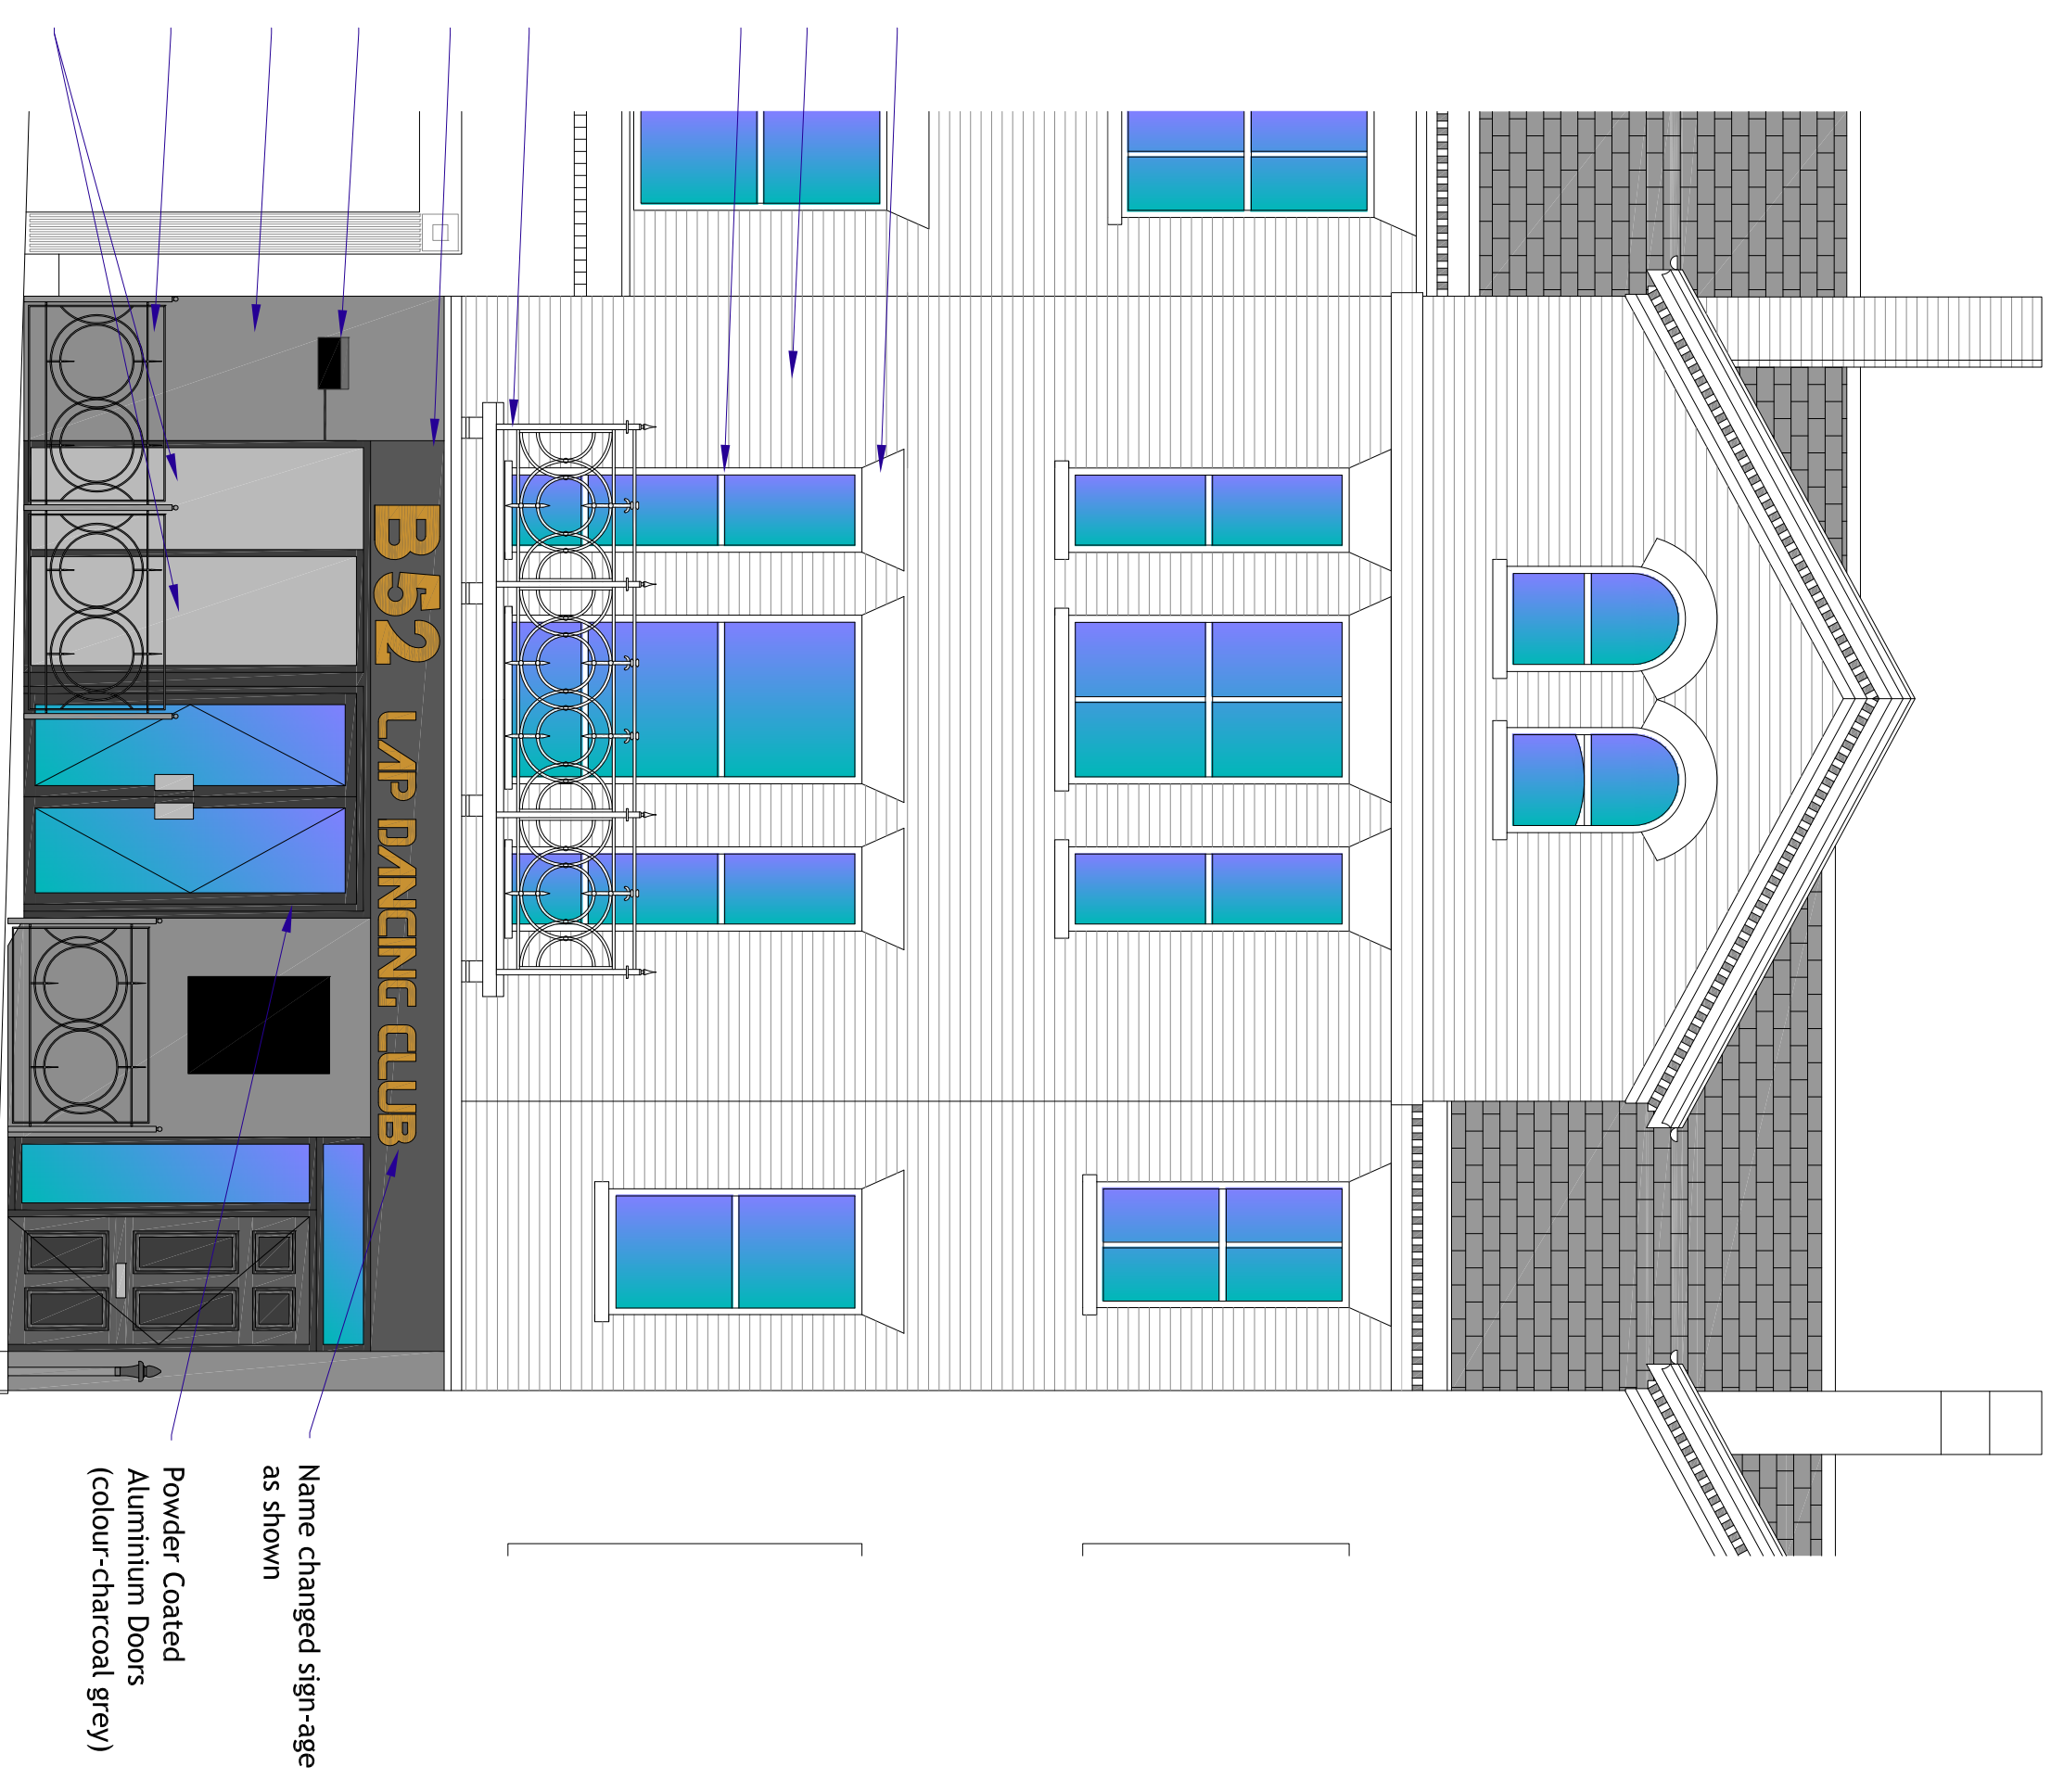 B52 LAP DANCING CLUB
Name changed sign-age
as shown
Powder Coated
Aluminium Doors
(colour-charcoal grey)